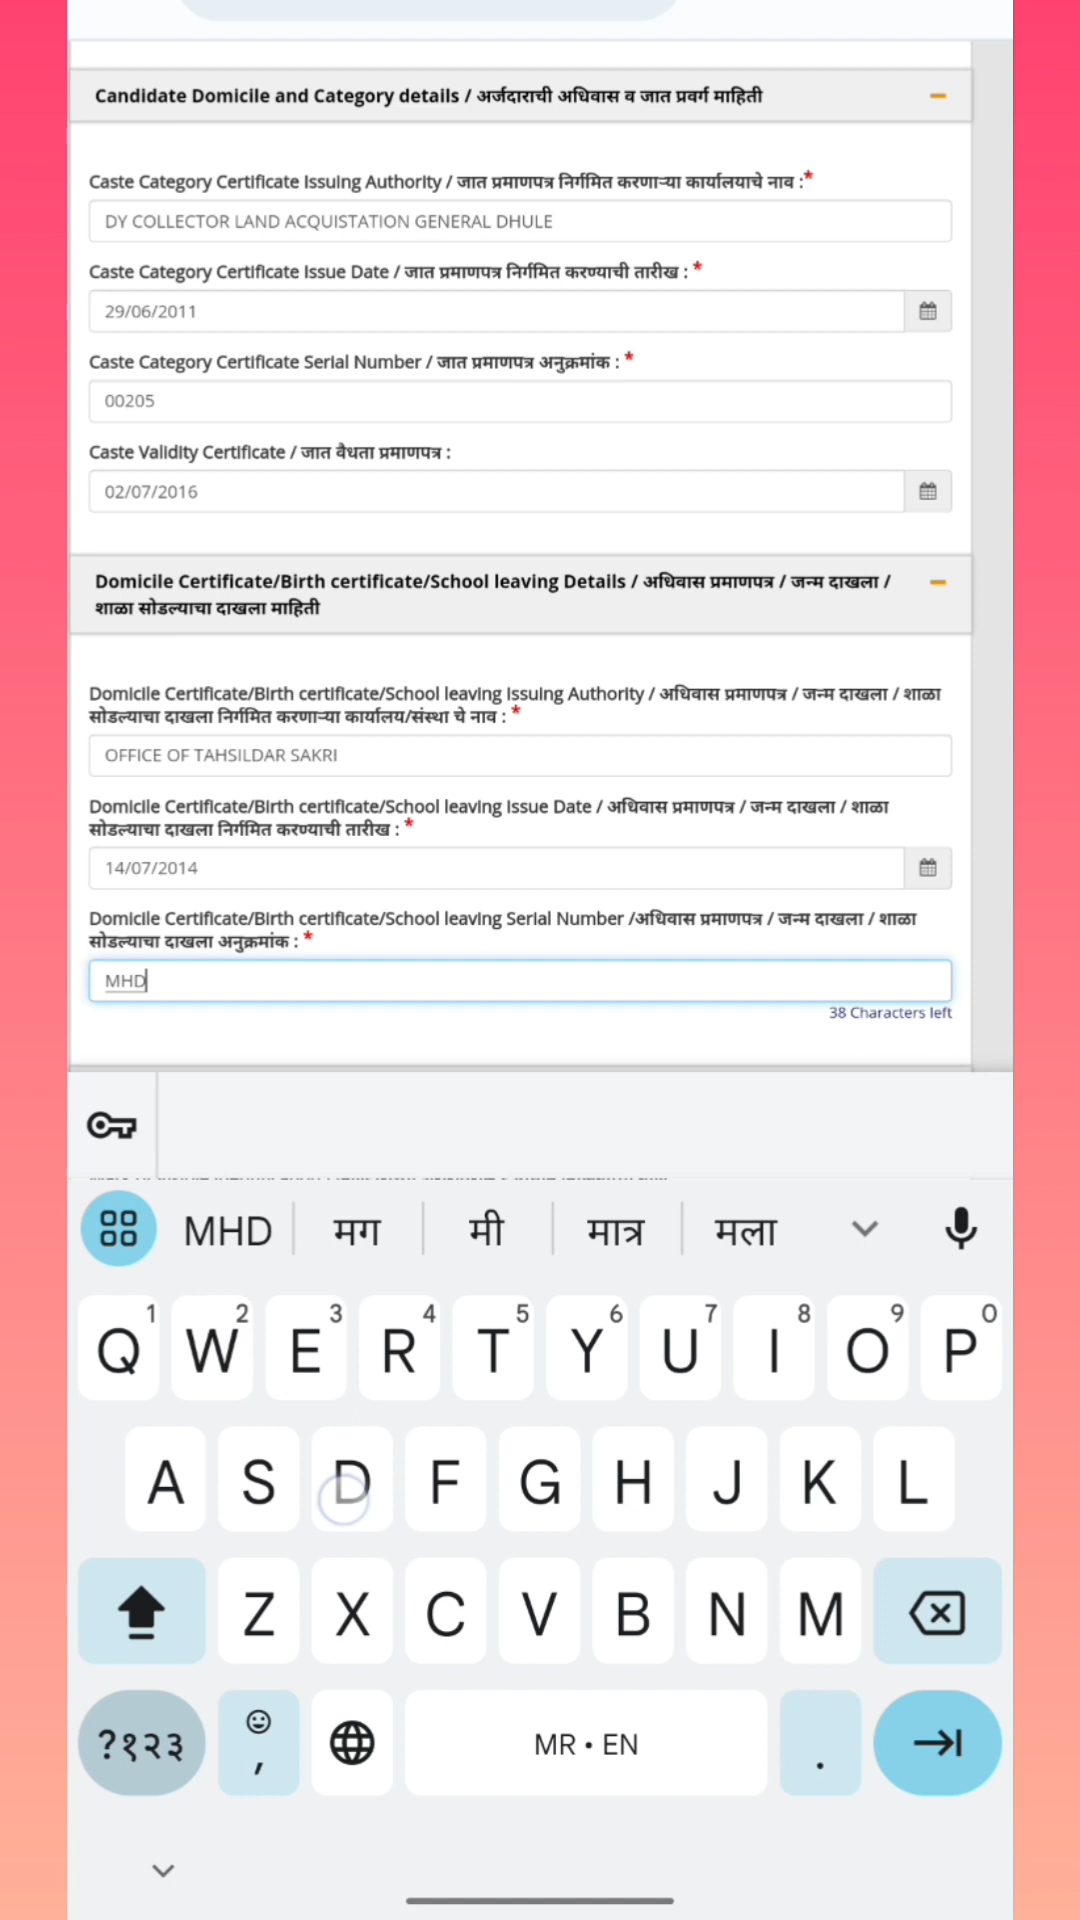 Candidate Domicile and Category details / अर्जदाराची अधिवास व जात प्रवर्ग माहिती
Caste Category Certificate Issuing Authority / जात प्रमाणपत्र निर्गमित करणाऱ्या कार्यालयाचे नाव :*
DY COLLECTOR LAND ACQUISTATION GENERAL DHULE
Caste Category Certificate Issue Date / जात प्रमाणपत्र निर्गमित करण्याची तारीख : *
29/06/2011
Caste Category Certificate Serial Number / जात प्रमाणपत्र अनुक्रमांक : *
00205
Caste Validity Certificate / जात वैधता प्रमाणपत्र :
02/07/2016
Domicile Certificate/Birth certificate/School leaving Details / अधिवास प्रमाणपत्र / जन्म दाखला /
शाळा सोडल्याचा दाखला माहिती
Domicile Certificate/Birth certificate/School leaving Issuing Authority / अधिवास प्रमाणपत्र / जन्म दाखला / शाळा
सोडल्याचा दाखला निर्गमित करणाऱ्या कार्यालय/संस्था चे नाव : *
OFFICE OF TAHSILDAR SAKRI
Domicile Certificate/Birth certificate/School leaving Issue Date / अधिवास प्रमाणपत्र / जन्म दाखला / शाळा
सोडल्याचा दाखला निर्गमित करण्याची तारीख : *
14/07/2014
Domicile Certificate/Birth certificate/School leaving Serial Number /अधिवास प्रमाणपत्र / जन्म दाखला / शाळा
सोडल्याचा दाखला अनुक्रमांक : *
MHD
38 Characters left
MHD मग मी मात्र मला
1 2 3 4 5 6 7 8 9 0
Q W E R T Y U I O P
A S D F G H J K L
Z X C V B N M
?१२३ , MR • EN .